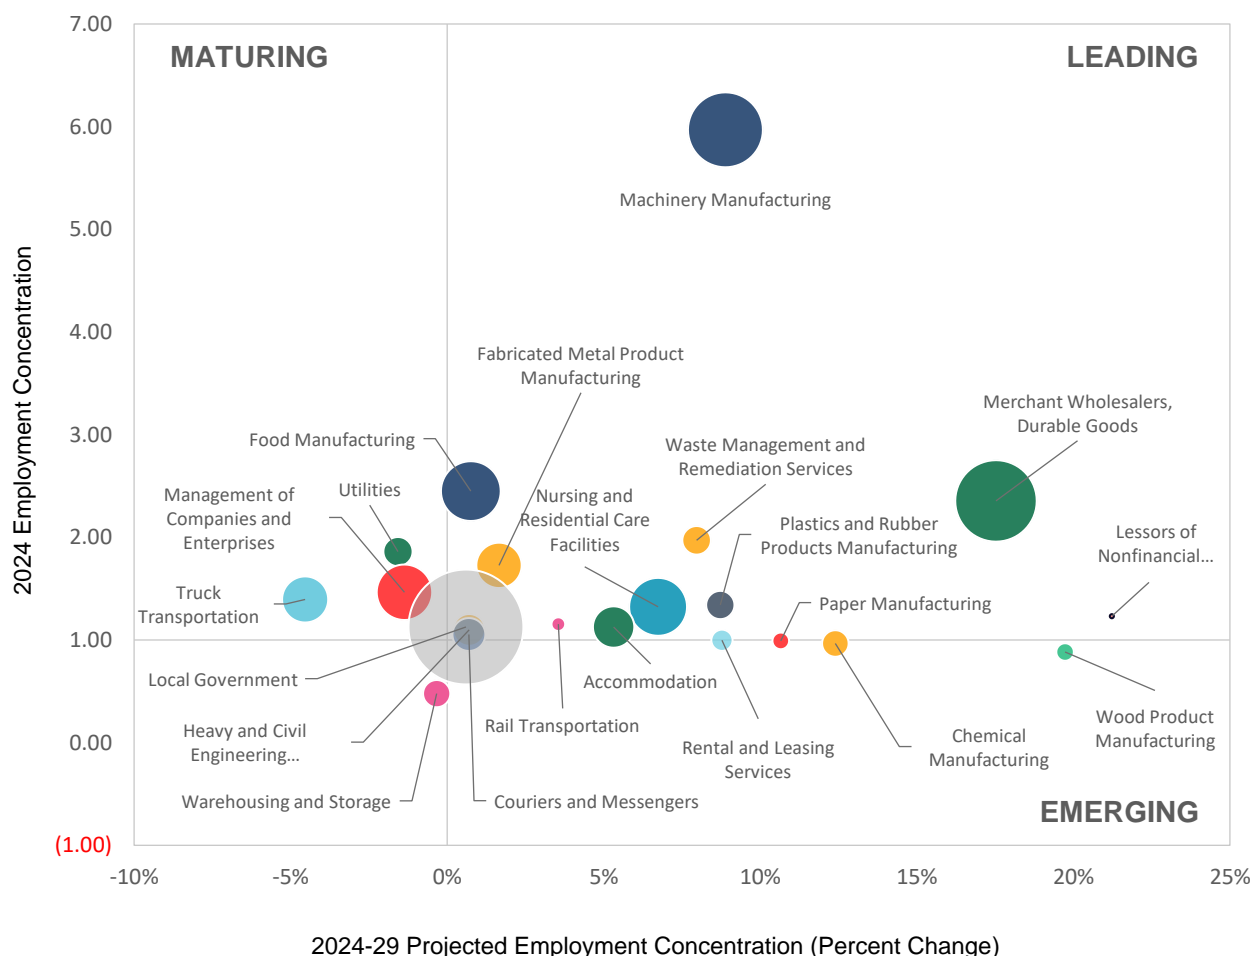 7.00
MATURING
LEADING
6.00
Machinery Manufacturing
5.00
4.00
Fabricated Metal Product
Manufacturing
Merchant Wholesalers,
Durable Goods
3.00
Food Manufacturing
Waste Management and
Remediation Services
Utilities
Management of
Companies and
Enterprises
Nursing and
Residential Care
Facilities
Plastics and Rubber
Products Manufacturing
Lessors of
Nonfinancial...
2.00
Truck
Transportation
Paper Manufacturing
1.00
Local Government
Accommodation
Rail Transportation
Heavy and Civil
Engineering...
Rental and Leasing
Services
Chemical
Manufacturing
Wood Product
Manufacturing
0.00
Warehousing and Storage
Couriers and Messengers
EMERGING
(1.00)
-10%
-5%
0%
5%
10%
15%
20%
25%
2024 Employment Concentration
2024-29 Projected Employment Concentration (Percent Change)